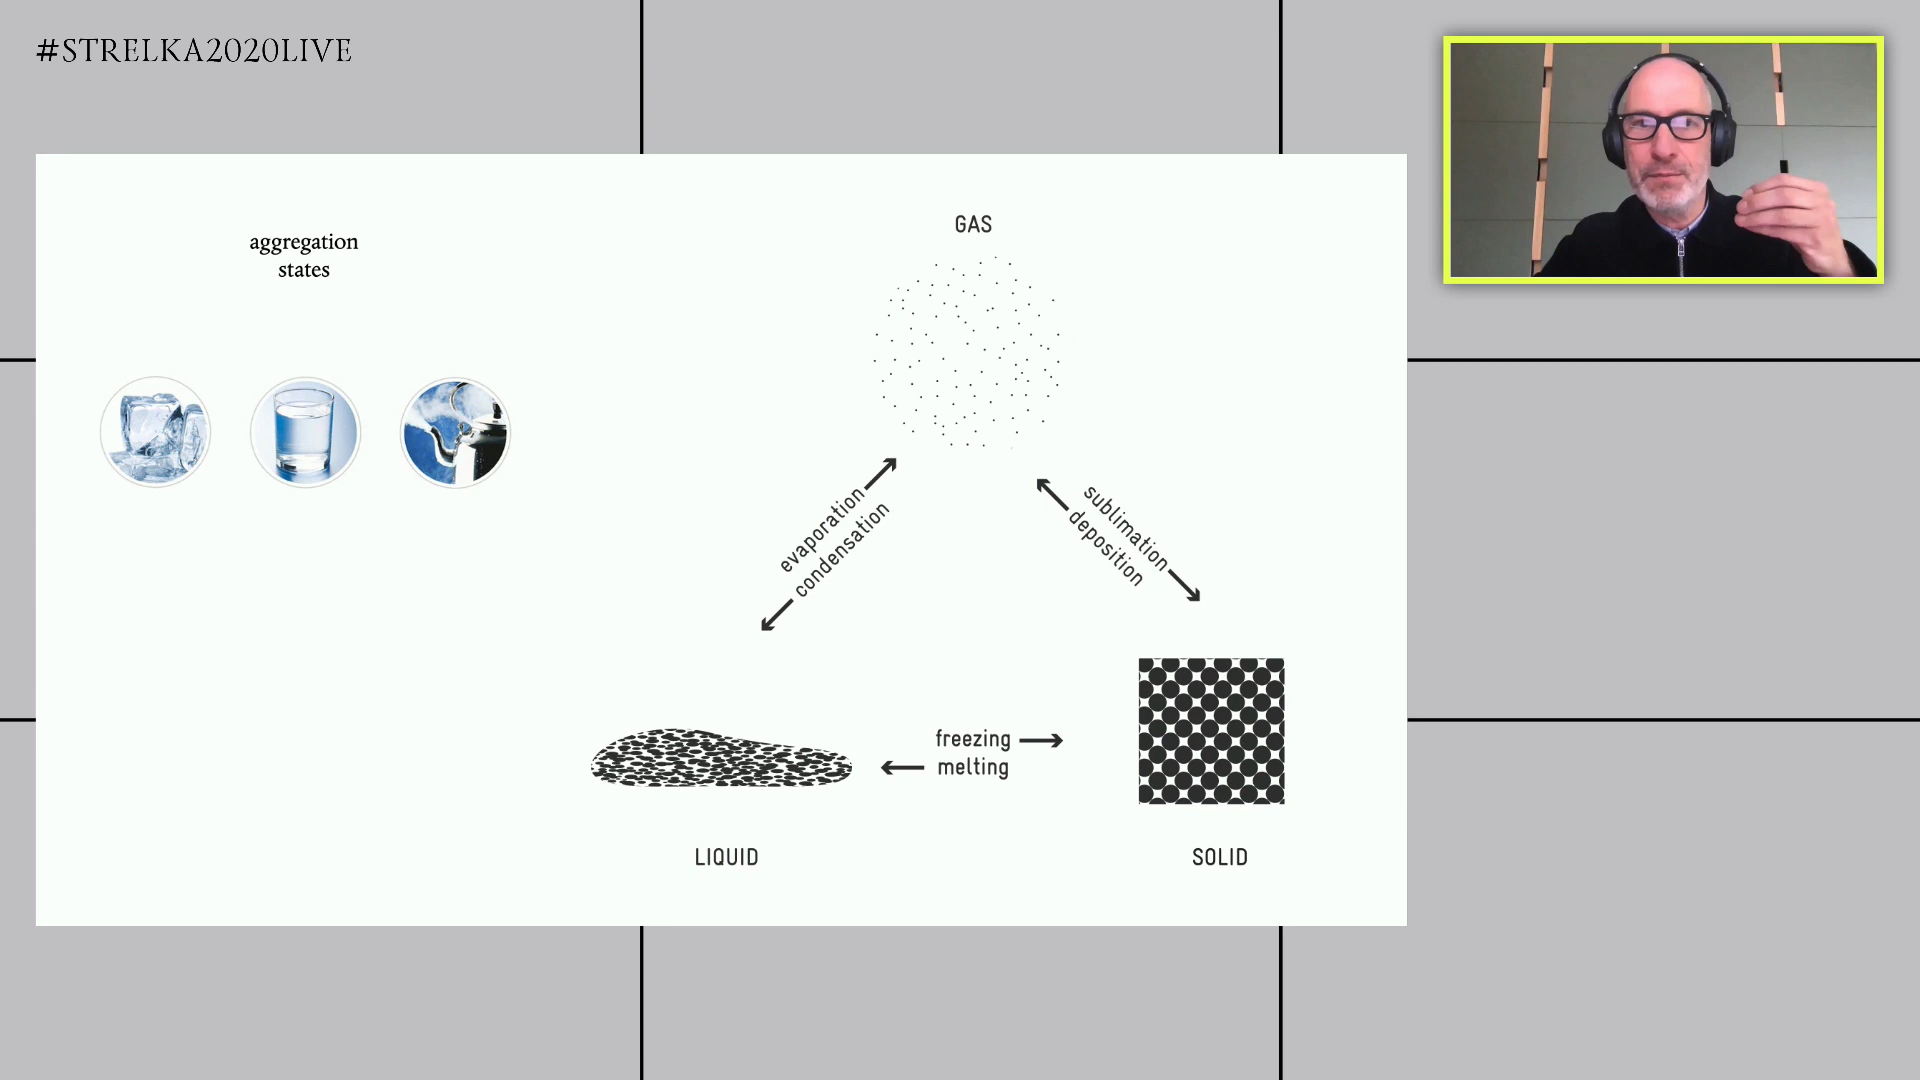 #STRELKA2020LIVE
aggregation
states
GAS
evaporation
condensation
sublimation
deposition
freezing
melting
LIQUID
SOLID